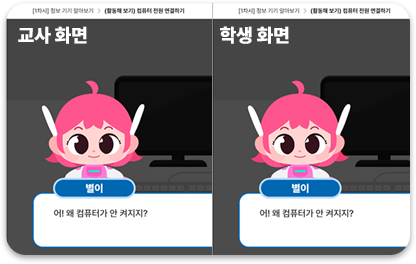 [1차시] 정보 기기 알아보기 > (활동해 보기) 컴퓨터 전원 연결하기
교사 화면
별이
어! 왜 컴퓨터가 안 켜지지?
[1차시] 정보 기기 알아보기 > (활동해 보기) 컴퓨터 전원 연결하기
학생 화면
별이
어! 왜 컴퓨터가 안 켜지지?